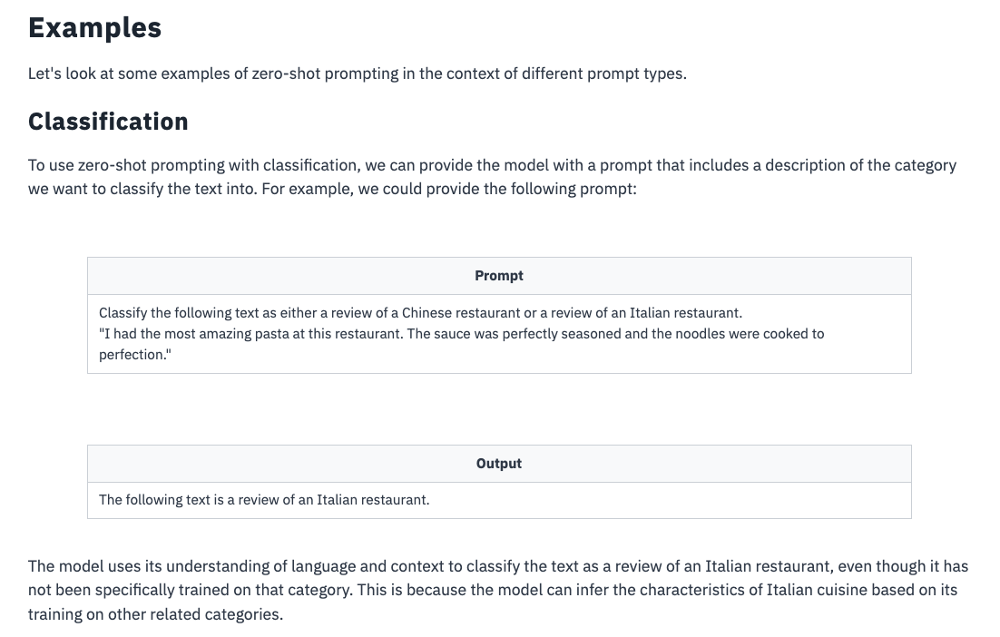 Examples
Let's look at some examples of zero-shot prompting in the context of different prompt types.
Classification
To use zero-shot prompting with classification, we can provide the model with a prompt that includes a description of the category
we want to classify the text into. For example, we could provide the following prompt:
Prompt
Classify the following text as either a review of a Chinese restaurant or a review of an Italian restaurant.
"I had the most amazing pasta at this restaurant. The sauce was perfectly seasoned and the noodles were cooked to
perfection."
Output
The following text is a review of an Italian restaurant.
The model uses its understanding of language and context to classify the text as a review of an Italian restaurant, even though it has
not been specifically trained on that category. This is because the model can infer the characteristics of Italian cuisine based on its
training on other related categories.